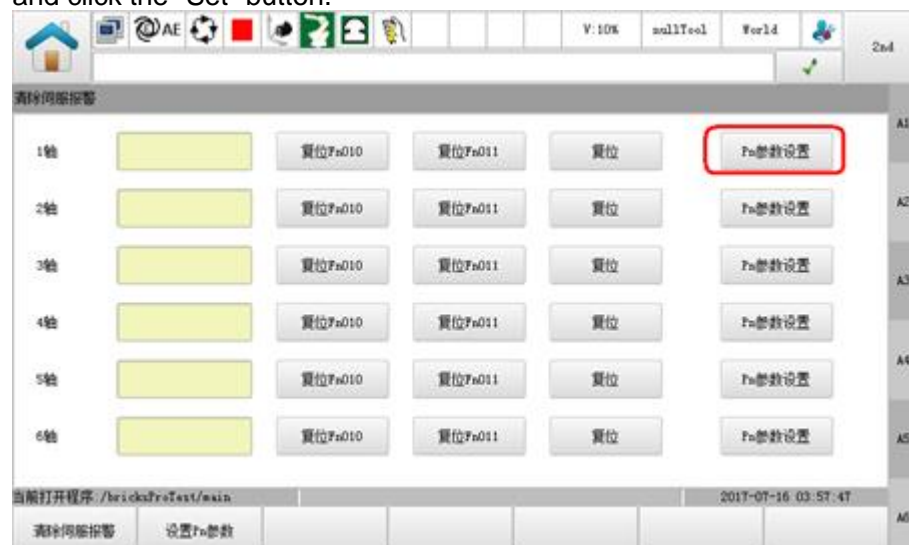 and click the "Set" button.
AE V:10% nullTool World 2nd
清除伺服报警
1轴 复位Fn010 复位Fn011 复位 Pn参数设置 A1
2轴 复位Fn010 复位Fn011 复位 Pn参数设置 A2
3轴 复位Fn010 复位Fn011 复位 Pn参数设置 A3
4轴 复位Fn010 复位Fn011 复位 Pn参数设置 A4
5轴 复位Fn010 复位Fn011 复位 Pn参数设置 A5
6轴 复位Fn010 复位Fn011 复位 Pn参数设置
当前打开程序:/bricksProTest/main 2017-07-16 03:57:47
清除伺服报警 设置Pn参数 A6